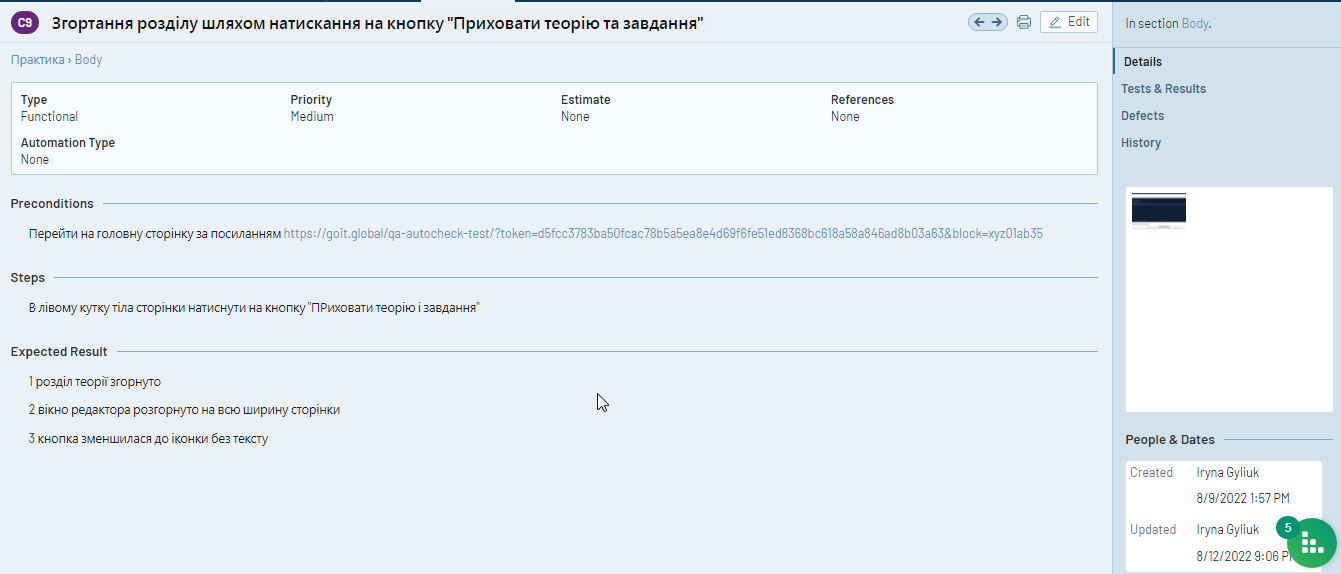 C9 Згортання розділу шляхом натискання на кнопку "Приховати теорію та завдання"
Edit
In section Body.
Практика › Body
Details
Tests & Results
Defects
History
Type Priority Estimate References
Functional Medium None None
Automation Type
None
Preconditions
Перейти на головну сторінку за посиланням https://goit.global/qa-autocheck-test/?token=d5fcc3783ba50fcac78b5a5ea8e4d69f6fe51ed8368bc618a58a846ad8b03a63&block=xyz01ab35
Steps
В лівому кутку тіла сторінки натиснути на кнопку "ПРиховати теорію і завдання"
Expected Result
1 розділ теорії згорнуто
2 вікно редактора розгорнуто на всю ширину сторінки
3 кнопка зменшилася до іконки без тексту
People & Dates
Created Iryna Gyliuk
8/9/2022 1:57 PM
Updated Iryna Gyliuk
5
8/12/2022 9:06